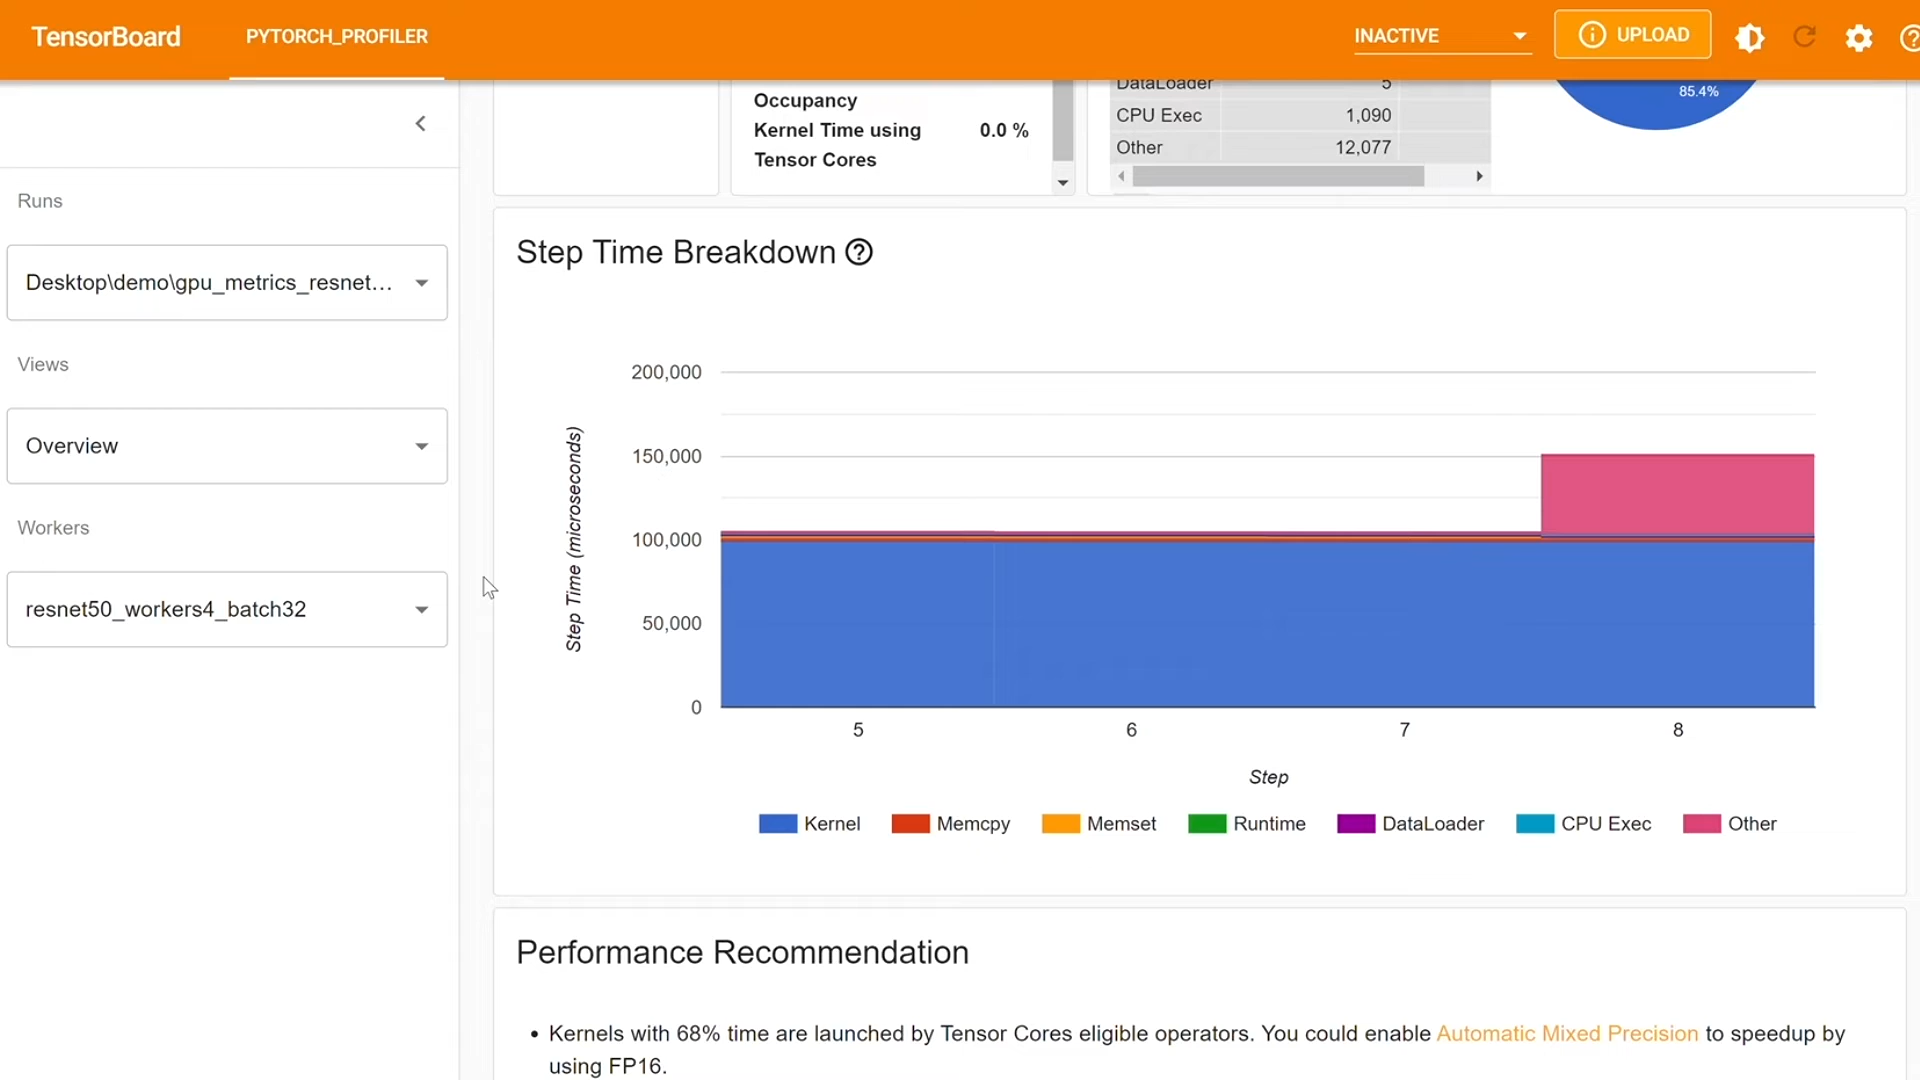 TensorBoard
PYTORCH_PROFILER
INACTIVE
UPLOAD
Runs
Desktop\demo\gpu_metrics_resnet...
Views
Overview
Workers
resnet50_workers4_batch32
Occupancy
Kernel Time using 0.0 %
Tensor Cores
DataLoader 5
CPU Exec 1,090
Other 12,077
85.4%
Step Time Breakdown
Step Time (microseconds)
200,000
150,000
100,000
50,000
0
5 6 7 8
Step
Kernel Memcpy Memset Runtime DataLoader CPU Exec Other
Performance Recommendation
• Kernels with 68% time are launched by Tensor Cores eligible operators. You could enable Automatic Mixed Precision to speedup by
using FP16.